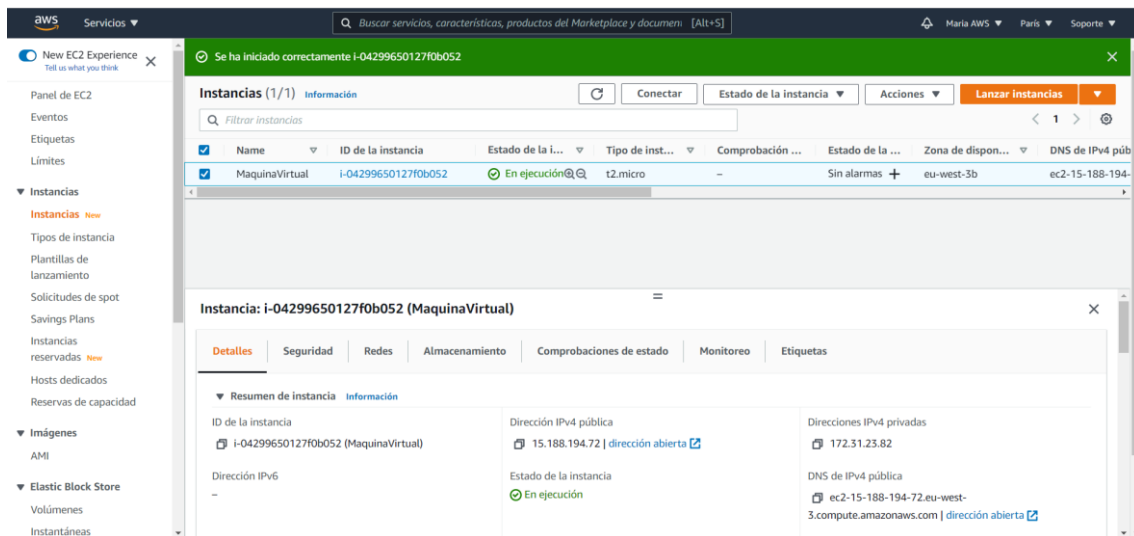 aws Servicios ▼ Buscar servicios, características, productos del Marketplace y document [Alt+S] Maria AWS ▼ París ▼ Soporte ▼
New EC2 Experience
Tell us what you think
Se ha iniciado correctamente i-04299650127f0b052
Panel de EC2
Eventos
Etiquetas
Límites
Instancias
Instancias New
Tipos de instancia
Plantillas de
lanzamiento
Solicitudes de spot
Savings Plans
Instancias
reservadas New
Hosts dedicados
Reservas de capacidad
Imágenes
AMI
Elastic Block Store
Volúmenes
Instantáneas
Instancias (1/1) Información Conectar Estado de la instancia ▼ Acciones ▼ Lanzar instancias ▼
Filtrar instancias < 1 >
Name ID de la instancia Estado de la i... Tipo de inst... Comprobación ... Estado de la ... Zona de dispon... DNS de IPv4 púb
MaquinaVirtual i-04299650127f0b052 En ejecución t2.micro – Sin alarmas + eu-west-3b ec2-15-188-194-
Instancia: i-04299650127f0b052 (MaquinaVirtual)
Detalles Seguridad Redes Almacenamiento Comprobaciones de estado Monitoreo Etiquetas
▼ Resumen de instancia Información
ID de la instancia Dirección IPv4 pública Direcciones IPv4 privadas
i-04299650127f0b052 (MaquinaVirtual) 15.188.194.72 | dirección abierta 172.31.23.82
Dirección IPv6 Estado de la instancia DNS de IPv4 pública
– En ejecución ec2-15-188-194-72.eu-west-
3.compute.amazonaws.com | dirección abierta